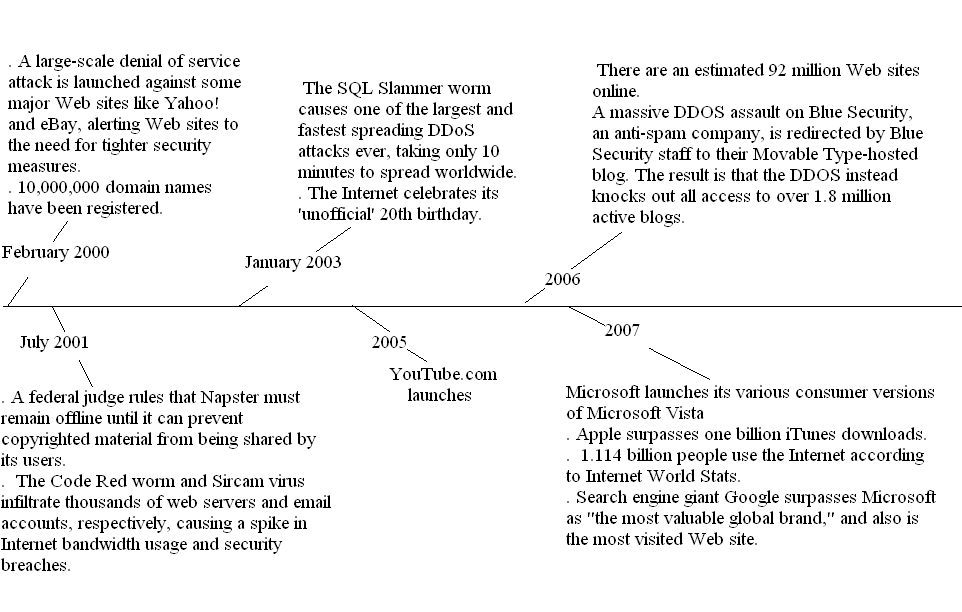 . A large-scale denial of service
attack is launched against some
major Web sites like Yahoo!
and eBay, alerting Web sites to
the need for tighter security
measures.
. 10,000,000 domain names
have been registered.
February 2000
The SQL Slammer worm
causes one of the largest and
fastest spreading DDoS
attacks ever, taking only 10
minutes to spread worldwide.
. The Internet celebrates its
'unofficial' 20th birthday.
January 2003
There are an estimated 92 million Web sites
online.
A massive DDOS assault on Blue Security,
an anti-spam company, is redirected by Blue
Security staff to their Movable Type-hosted
blog. The result is that the DDOS instead
knocks out all access to over 1.8 million
active blogs.
2006
July 2001
. A federal judge rules that Napster must
remain offline until it can prevent
copyrighted material from being shared by
its users.
. The Code Red worm and Sircam virus
infiltrate thousands of web servers and email
accounts, respectively, causing a spike in
Internet bandwidth usage and security
breaches.
2005
YouTube.com
launches
2007
Microsoft launches its various consumer versions
of Microsoft Vista
. Apple surpasses one billion iTunes downloads.
. 1.114 billion people use the Internet according
to Internet World Stats.
. Search engine giant Google surpasses Microsoft
as "the most valuable global brand," and also is
the most visited Web site.